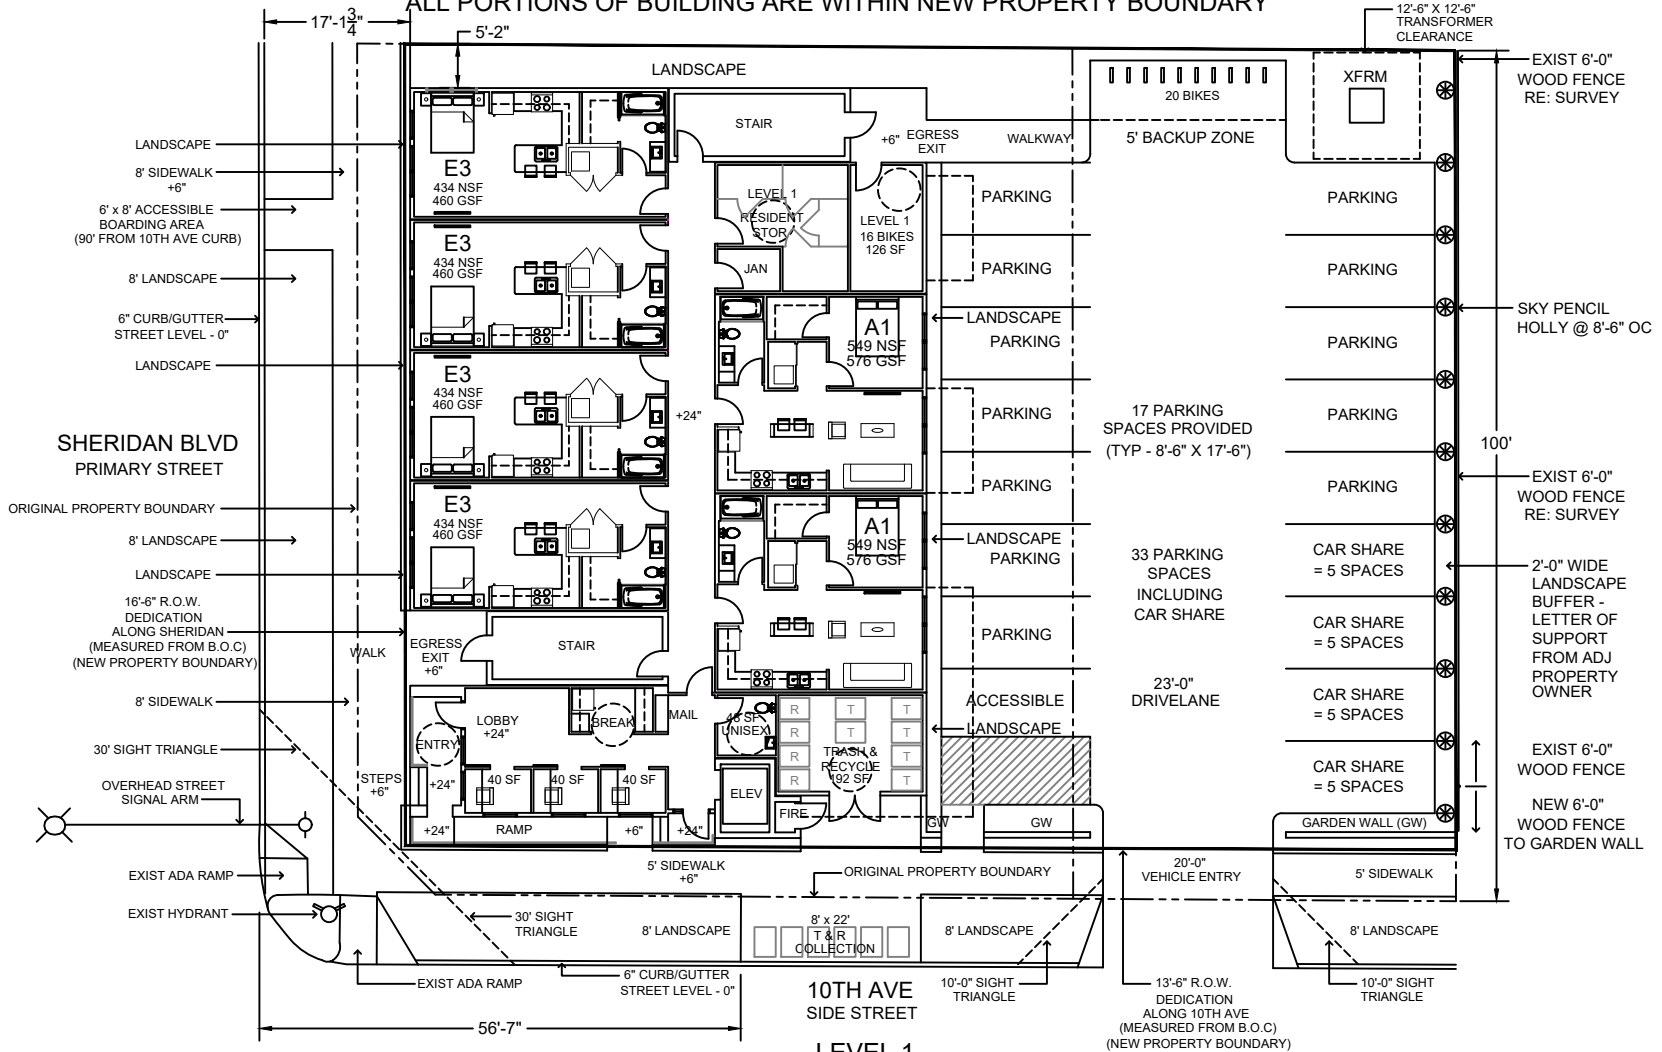 ALL PORTIONS OF BUILDING ARE WITHIN NEW PROPERTY BOUNDARY
17'-1 3/4"
5'-2"
12'-6" X 12'-6"
TRANSFORMER
CLEARANCE
LANDSCAPE
XFRM
20 BIKES
5' BACKUP ZONE
EXIST 6'-0"
WOOD FENCE
RE: SURVEY
STAIR
+6"
EGRESS
EXIT
WALKWAY
LANDSCAPE
8' SIDEWALK
+6"
6' x 8' ACCESSIBLE
BOARDING AREA
(90' FROM 10TH AVE CURB)
8' LANDSCAPE
6" CURB/GUTTER
STREET LEVEL - 0"
LANDSCAPE
SHERIDAN BLVD
PRIMARY STREET
ORIGINAL PROPERTY BOUNDARY
8' LANDSCAPE
LANDSCAPE
16'-6" R.O.W.
DEDICATION
ALONG SHERIDAN
(MEASURED FROM B.O.C)
(NEW PROPERTY BOUNDARY)
WALK
8' SIDEWALK
30' SIGHT TRIANGLE
OVERHEAD STREET
SIGNAL ARM
EXIST ADA RAMP
EXIST HYDRANT
E3
434 NSF
460 GSF
E3
434 NSF
460 GSF
E3
434 NSF
460 GSF
E3
434 NSF
460 GSF
+24"
LEVEL 1
RESIDENT
STOR
JAN
LEVEL 1
16 BIKES
126 SF
A1
549 NSF
576 GSF
A1
549 NSF
576 GSF
LANDSCAPE
LANDSCAPE
LANDSCAPE
PARKING
PARKING
PARKING
PARKING
PARKING
PARKING
PARKING
ACCESSIBLE
17 PARKING
SPACES PROVIDED
(TYP - 8'-6" X 17'-6")
33 PARKING
SPACES
INCLUDING
CAR SHARE
23'-0"
DRIVELANE
PARKING
PARKING
PARKING
PARKING
PARKING
CAR SHARE
= 5 SPACES
CAR SHARE
= 5 SPACES
CAR SHARE
= 5 SPACES
CAR SHARE
= 5 SPACES
SKY PENCIL
HOLLY @ 8'-6" OC
100'
EXIST 6'-0"
WOOD FENCE
RE: SURVEY
2'-0" WIDE
LANDSCAPE
BUFFER -
LETTER OF
SUPPORT
FROM ADJ
PROPERTY
OWNER
EXIST 6'-0"
WOOD FENCE
NEW 6'-0"
WOOD FENCE
TO GARDEN WALL
EGRESS
EXIT
+6"
STAIR
LOBBY
+24"
BREAK
MAIL
ENTRY
STEPS
+6"
+24"
40 SF
40 SF
40 SF
48 SF
UNISEX
ELEV
FIRE
R
T
T
R
T
R
T
R
T
TRASH &
RECYCLE
192 SF
+24"
RAMP
+6"
+24"
GW
GW
GARDEN WALL (GW)
5' SIDEWALK
+6"
ORIGINAL PROPERTY BOUNDARY
20'-0"
VEHICLE ENTRY
5' SIDEWALK
30' SIGHT
TRIANGLE
8' LANDSCAPE
8' x 22'
T & R
COLLECTION
8' LANDSCAPE
8' LANDSCAPE
EXIST ADA RAMP
6" CURB/GUTTER
STREET LEVEL - 0"
10TH AVE
SIDE STREET
10'-0" SIGHT
TRIANGLE
13'-6" R.O.W.
DEDICATION
ALONG 10TH AVE
(MEASURED FROM B.O.C)
(NEW PROPERTY BOUNDARY)
10'-0" SIGHT
TRIANGLE
56'-7"
LEVEL 1